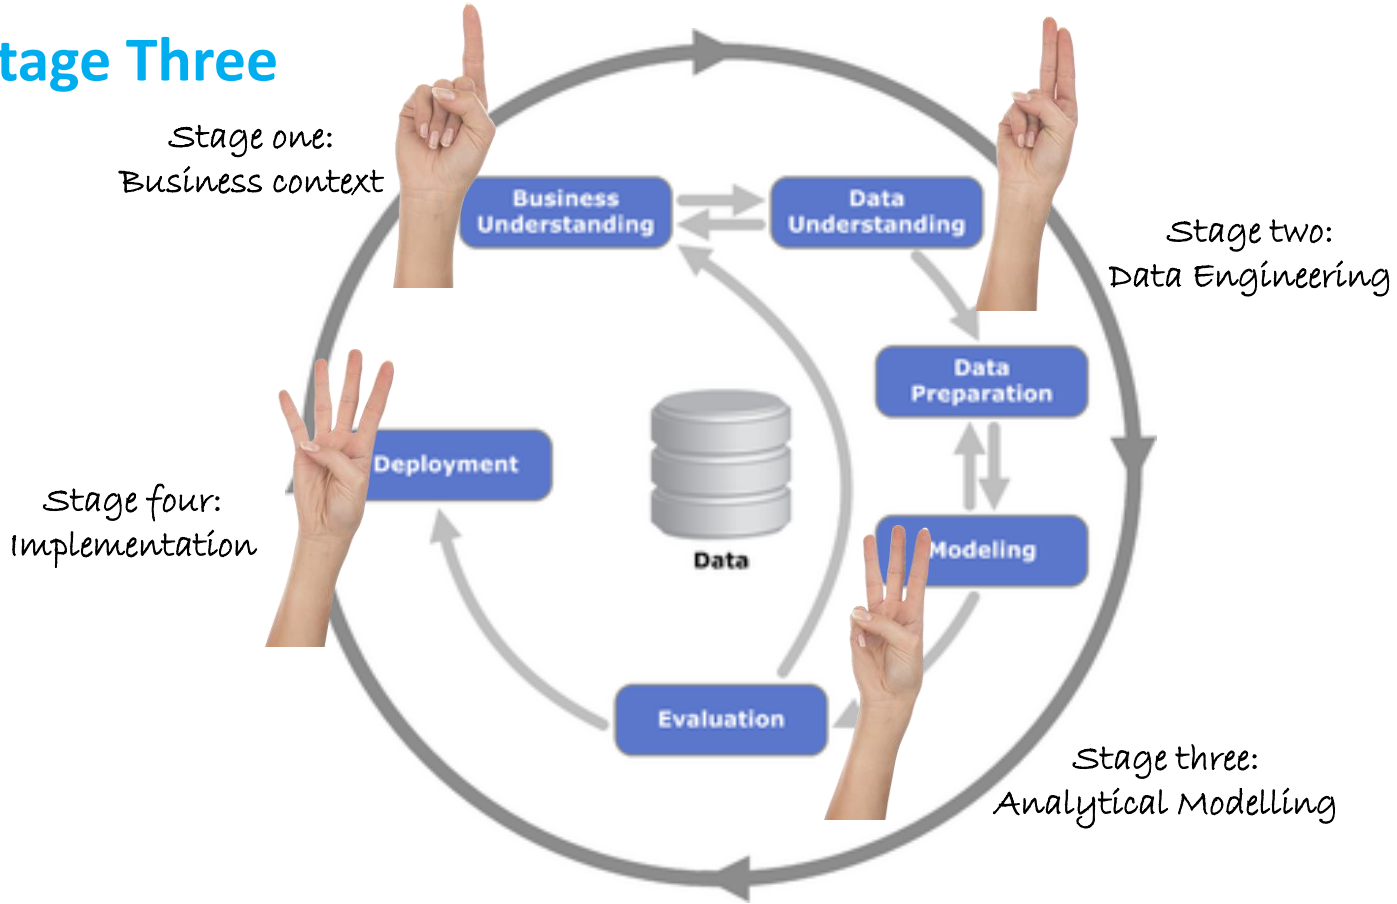 tage Three
Stage one:
Business context
Business
Understanding
Data
Understanding
Stage two:
Data Engineering
Data
Preparation
Deployment
Stage four:
Implementation
Data
Modeling
Evaluation
Stage three:
Analytical Modelling